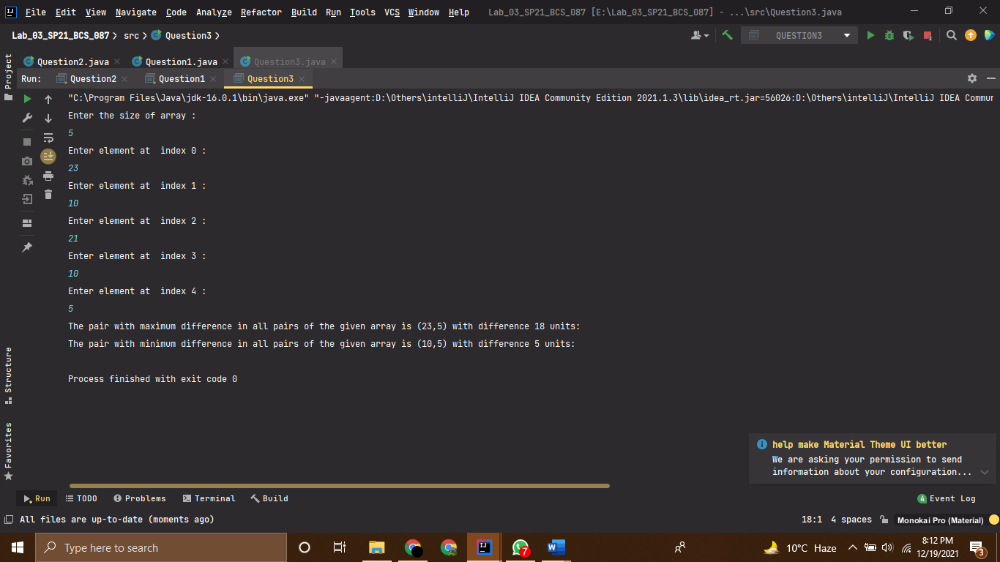 File Edit View Navigate Code Analyze Refactor Build Run Tools VCS Window Help Lab_03_SP21_BCS_087 [E:\Lab_03_SP21_BCS_087] - ...\src\Question3.java
Lab_03_SP21_BCS_087 src Question3 QUESTION3
Project
Question2.java Question1.java Question3.java
Run: Question2 Question1 Question3
"C:\Program Files\Java\jdk-16.0.1\bin\java.exe" "-javaagent:D:\Others\intelliJ\IntelliJ IDEA Community Edition 2021.1.3\lib\idea_rt.jar=56026:D:\Others\intelliJ\IntelliJ IDEA Commun
Enter the size of array :
5
Enter element at  index 0 :
23
Enter element at  index 1 :
10
Enter element at  index 2 :
21
Enter element at  index 3 :
10
Enter element at  index 4 :
5
The pair with maximum difference in all pairs of the given array is (23,5) with difference 18 units:
The pair with minimum difference in all pairs of the given array is (10,5) with difference 5 units:
Process finished with exit code 0
Structure
Favorites
help make Material Theme UI better
We are asking your permission to send
information about your configuration...
Run TODO Problems Terminal Build 4 Event Log
All files are up-to-date (moments ago) 18:1 4 spaces Monokai Pro (Material)
Type here to search 7 10°C Haze 8:12 PM
12/19/2021 3